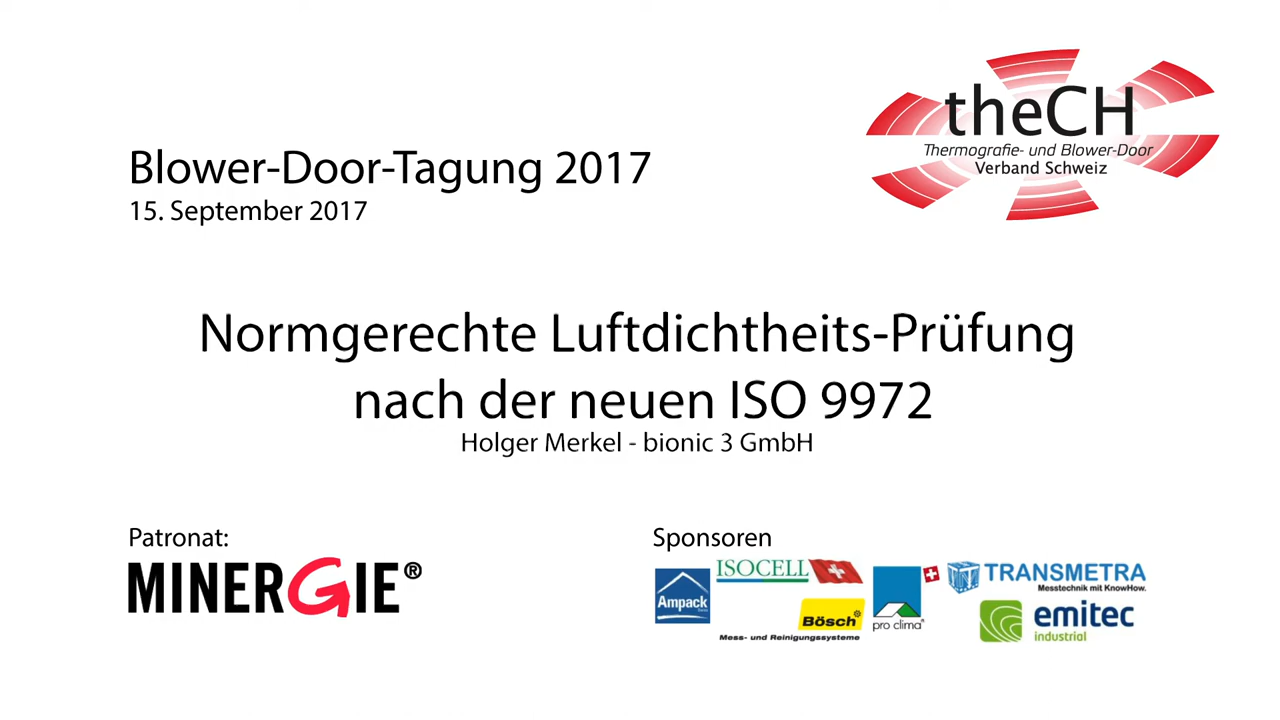 theCH
Thermografie- und Blower-Door
Verband Schweiz
Blower-Door-Tagung 2017
15. September 2017
Normgerechte Luftdichtheits-Prüfung
nach der neuen ISO 9972
Holger Merkel - bionic 3 GmbH
Patronat:
MINERGIE®
Sponsoren
Ampack
ISOCELL
Bösch
Mess- und Reinigungssysteme
pro clima
TRANSMETRA
Messtechnik mit KnowHow.
emitec
industrial